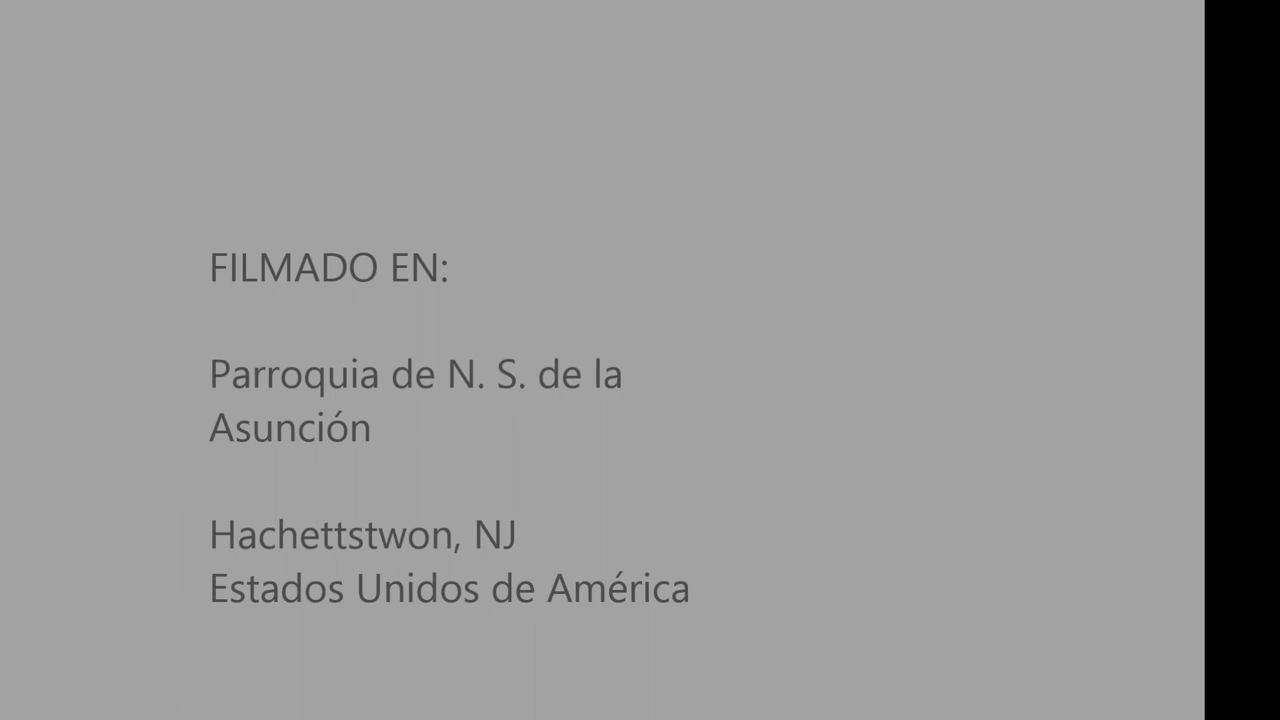 FILMADO EN:
Parroquia de N. S. de la
Asunción
Hachettstwon, NJ
Estados Unidos de América